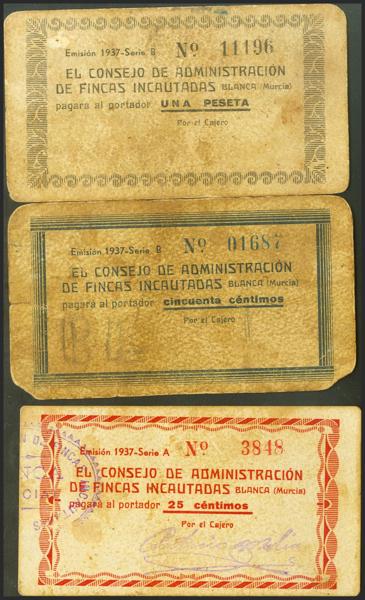 Emisión 1937-Serie B Nº 11196
EL CONSEJO DE ADMINISTRACIÓN
DE FINCAS INCAUTADAS BLANCA (Murcia)
pagará al portador UNA PESETA
Por el Cajero
Emisión 1937-Serie B Nº 01687
EL CONSEJO DE ADMINISTRACIÓN
DE FINCAS INCAUTADAS BLANCA (Murcia)
pagará al portador cincuenta céntimos
Por el Cajero
Emisión 1937-Serie A Nº 3848
EL CONSEJO DE ADMINISTRACIÓN
DE FINCAS INCAUTADAS BLANCA (Murcia)
pagará al portador 25 céntimos
Por el Cajero